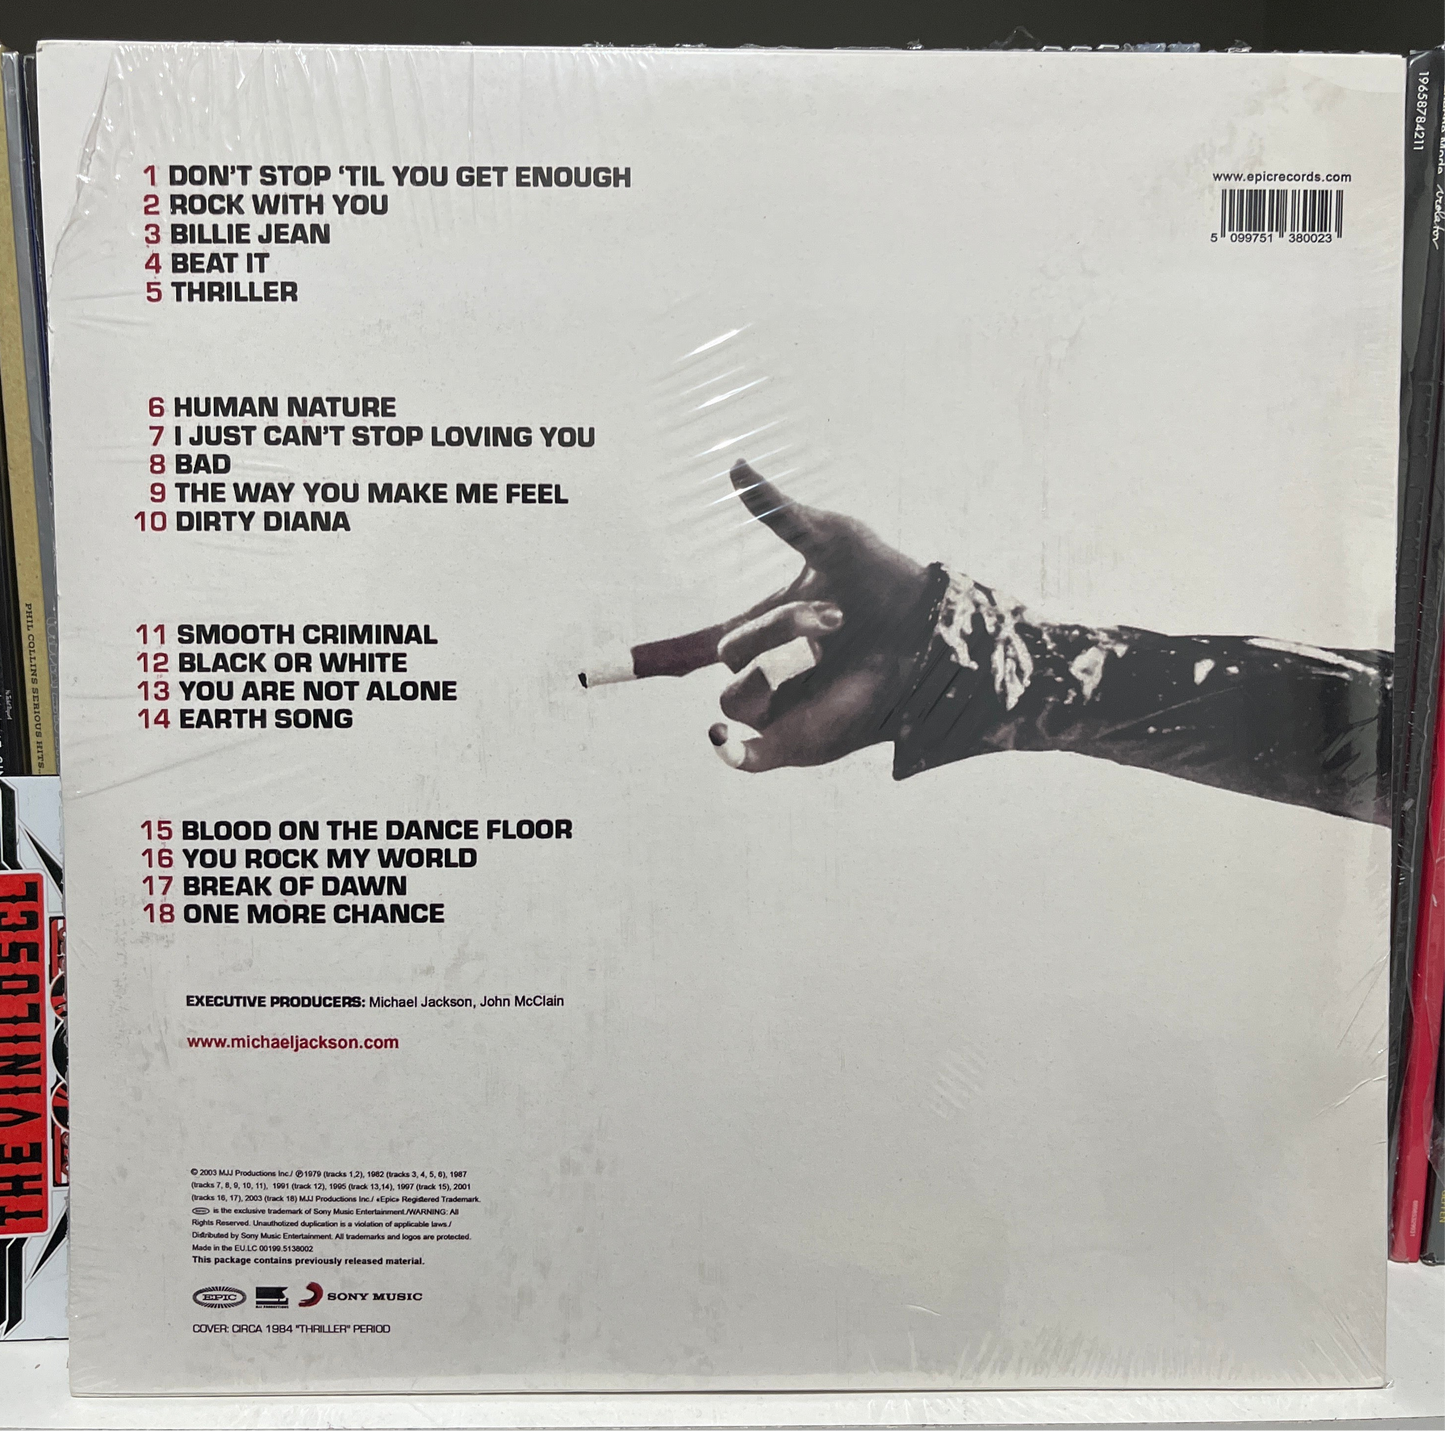 1 DON'T STOP ‘TIL YOU GET ENOUGH
2 ROCK WITH YOU
3 BILLIE JEAN
4 BEAT IT
5 THRILLER
6 HUMAN NATURE
7 I JUST CAN'T STOP LOVING YOU
8 BAD
9 THE WAY YOU MAKE ME FEEL
10 DIRTY DIANA
11 SMOOTH CRIMINAL
12 BLACK OR WHITE
13 YOU ARE NOT ALONE
14 EARTH SONG
15 BLOOD ON THE DANCE FLOOR
16 YOU ROCK MY WORLD
17 BREAK OF DAWN
18 ONE MORE CHANCE
EXECUTIVE PRODUCERS: Michael Jackson, John McClain
www.michaeljackson.com
© 2003 MJJ Productions Inc./ ℗1979 (tracks 1,2), 1982 (tracks 3, 4, 5, 6), 1987
(tracks 7, 8, 9, 10, 11), 1991 (track 12), 1995 (track 13,14), 1997 (track 15), 2001
(tracks 16, 17), 2003 (track 18) MJJ Productions Inc./ «Epic» Registered Trademark.
EPIC is the exclusive trademark of Sony Music Entertainment./WARNING: All
Rights Reserved. Unauthotized duplication is a violation of applicable laws./
Distributed by Sony Music Entertainment. All trademarks and logos are protected.
Made in the EU.LC 00199.5138002
This package contains previously released material.
EPIC
MJJ PRODUCTIONS
SONY MUSIC
COVER: CIRCA 1984 "THRILLER" PERIOD
www.epicrecords.com
5 099751 380023
PHIL COLLINS SERIOUS HITS..
THE VINILOSCL
19658784211